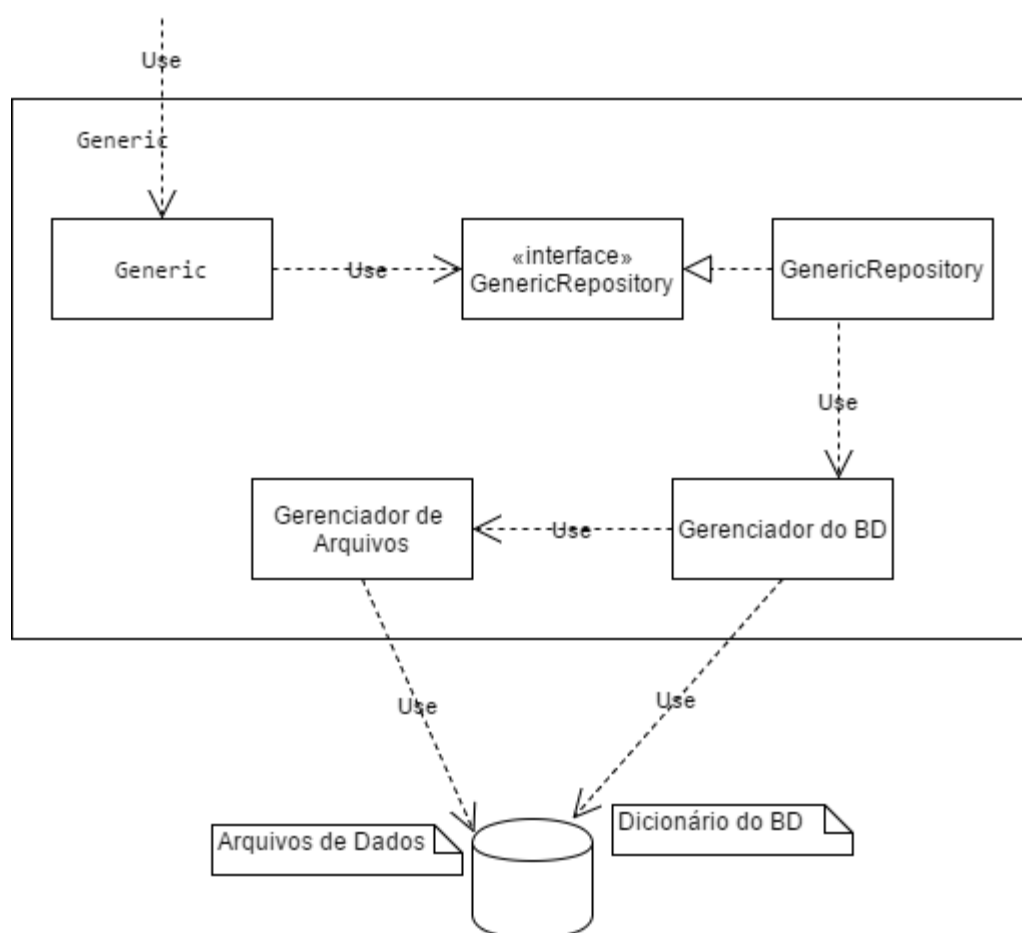 Use
Generic
Generic
Use
«interface»
GenericRepository
GenericRepository
Use
Gerenciador de
Arquivos
Use
Gerenciador do BD
Use
Use
Arquivos de Dados
Dicionário do BD